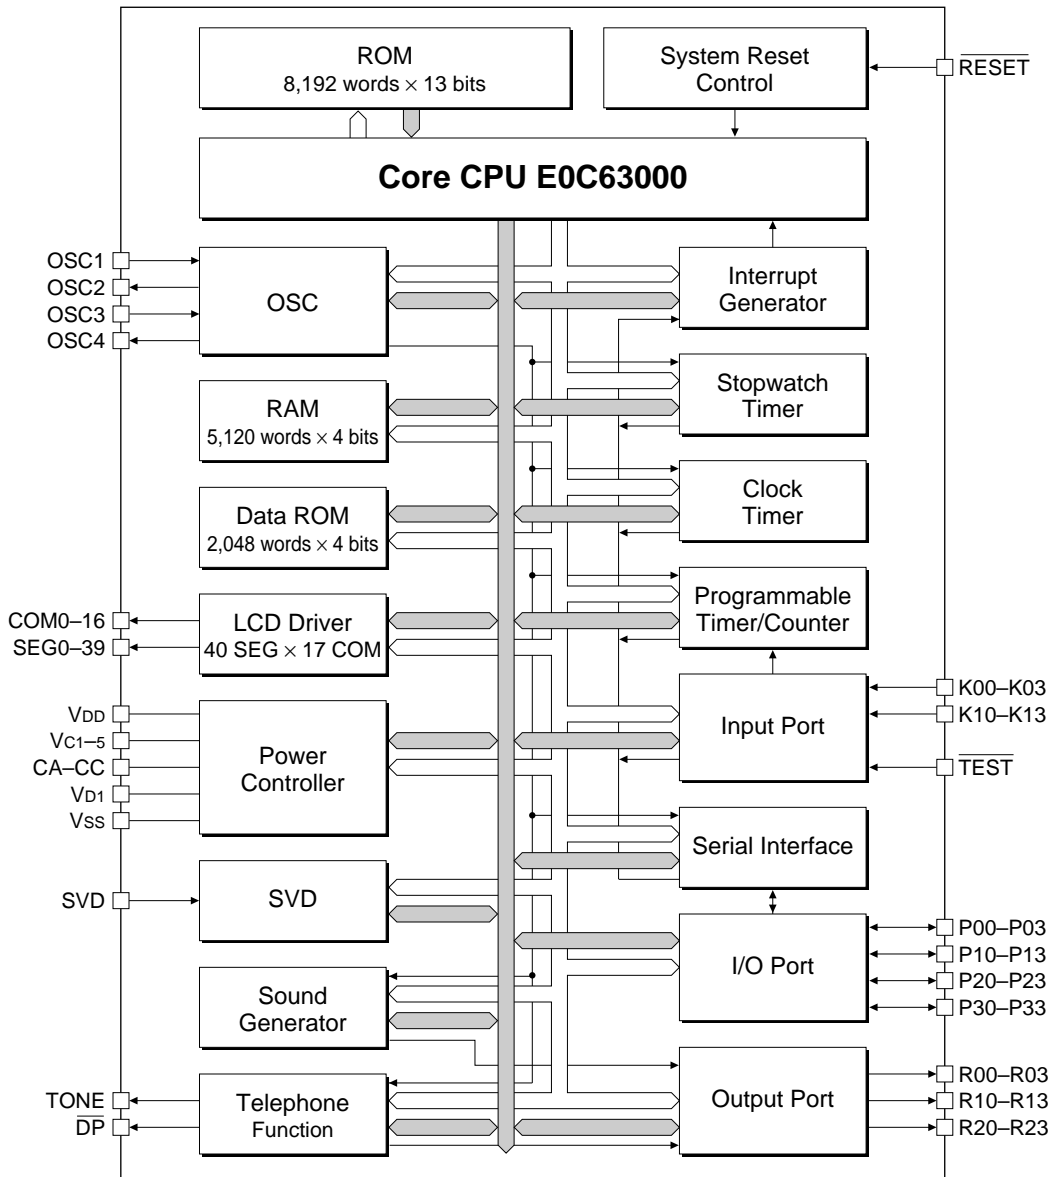 ROM
8,192 words × 13 bits
System Reset
Control
RESET
Core CPU E0C63000
OSC1
OSC2
OSC3
OSC4
OSC
Interrupt
Generator
RAM
5,120 words × 4 bits
Stopwatch
Timer
Data ROM
2,048 words × 4 bits
Clock
Timer
COM0–16
SEG0–39
LCD Driver
40 SEG × 17 COM
Programmable
Timer/Counter
VDD
VC1–5
CA–CC
VD1
VSS
Power
Controller
Input Port
K00–K03
K10–K13
TEST
Serial Interface
SVD
SVD
I/O Port
P00–P03
P10–P13
P20–P23
P30–P33
Sound
Generator
TONE
DP
Telephone
Function
Output Port
R00–R03
R10–R13
R20–R23